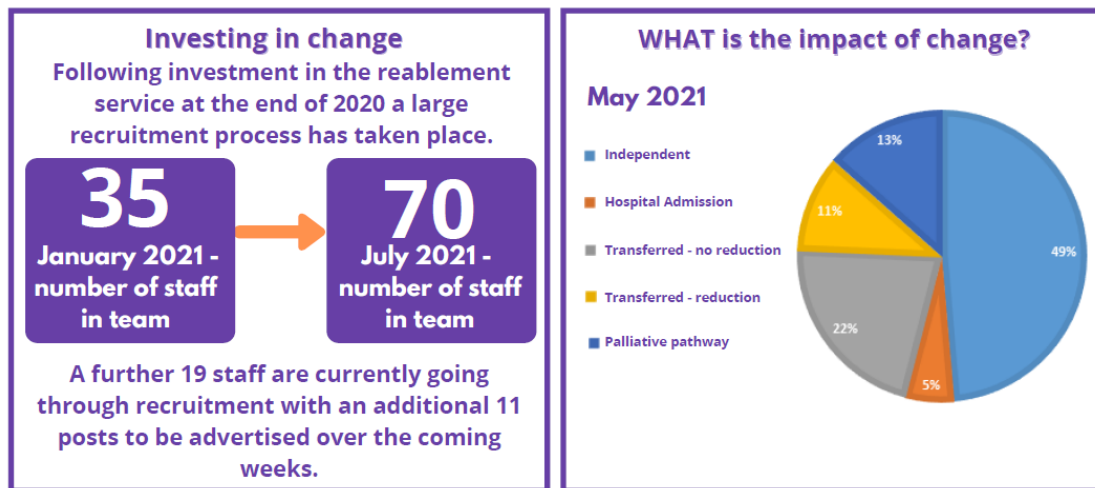 Investing in change
Following investment in the reablement
service at the end of 2020 a large
recruitment process has taken place.
35
January 2021 -
number of staff
in team
70
July 2021 -
number of staff
in team
A further 19 staff are currently going
through recruitment with an additional 11
posts to be advertised over the coming
weeks.
WHAT is the impact of change?
May 2021
Independent
Hospital Admission
Transferred - no reduction
Transferred - reduction
Palliative pathway
13%
11%
49%
22%
5%